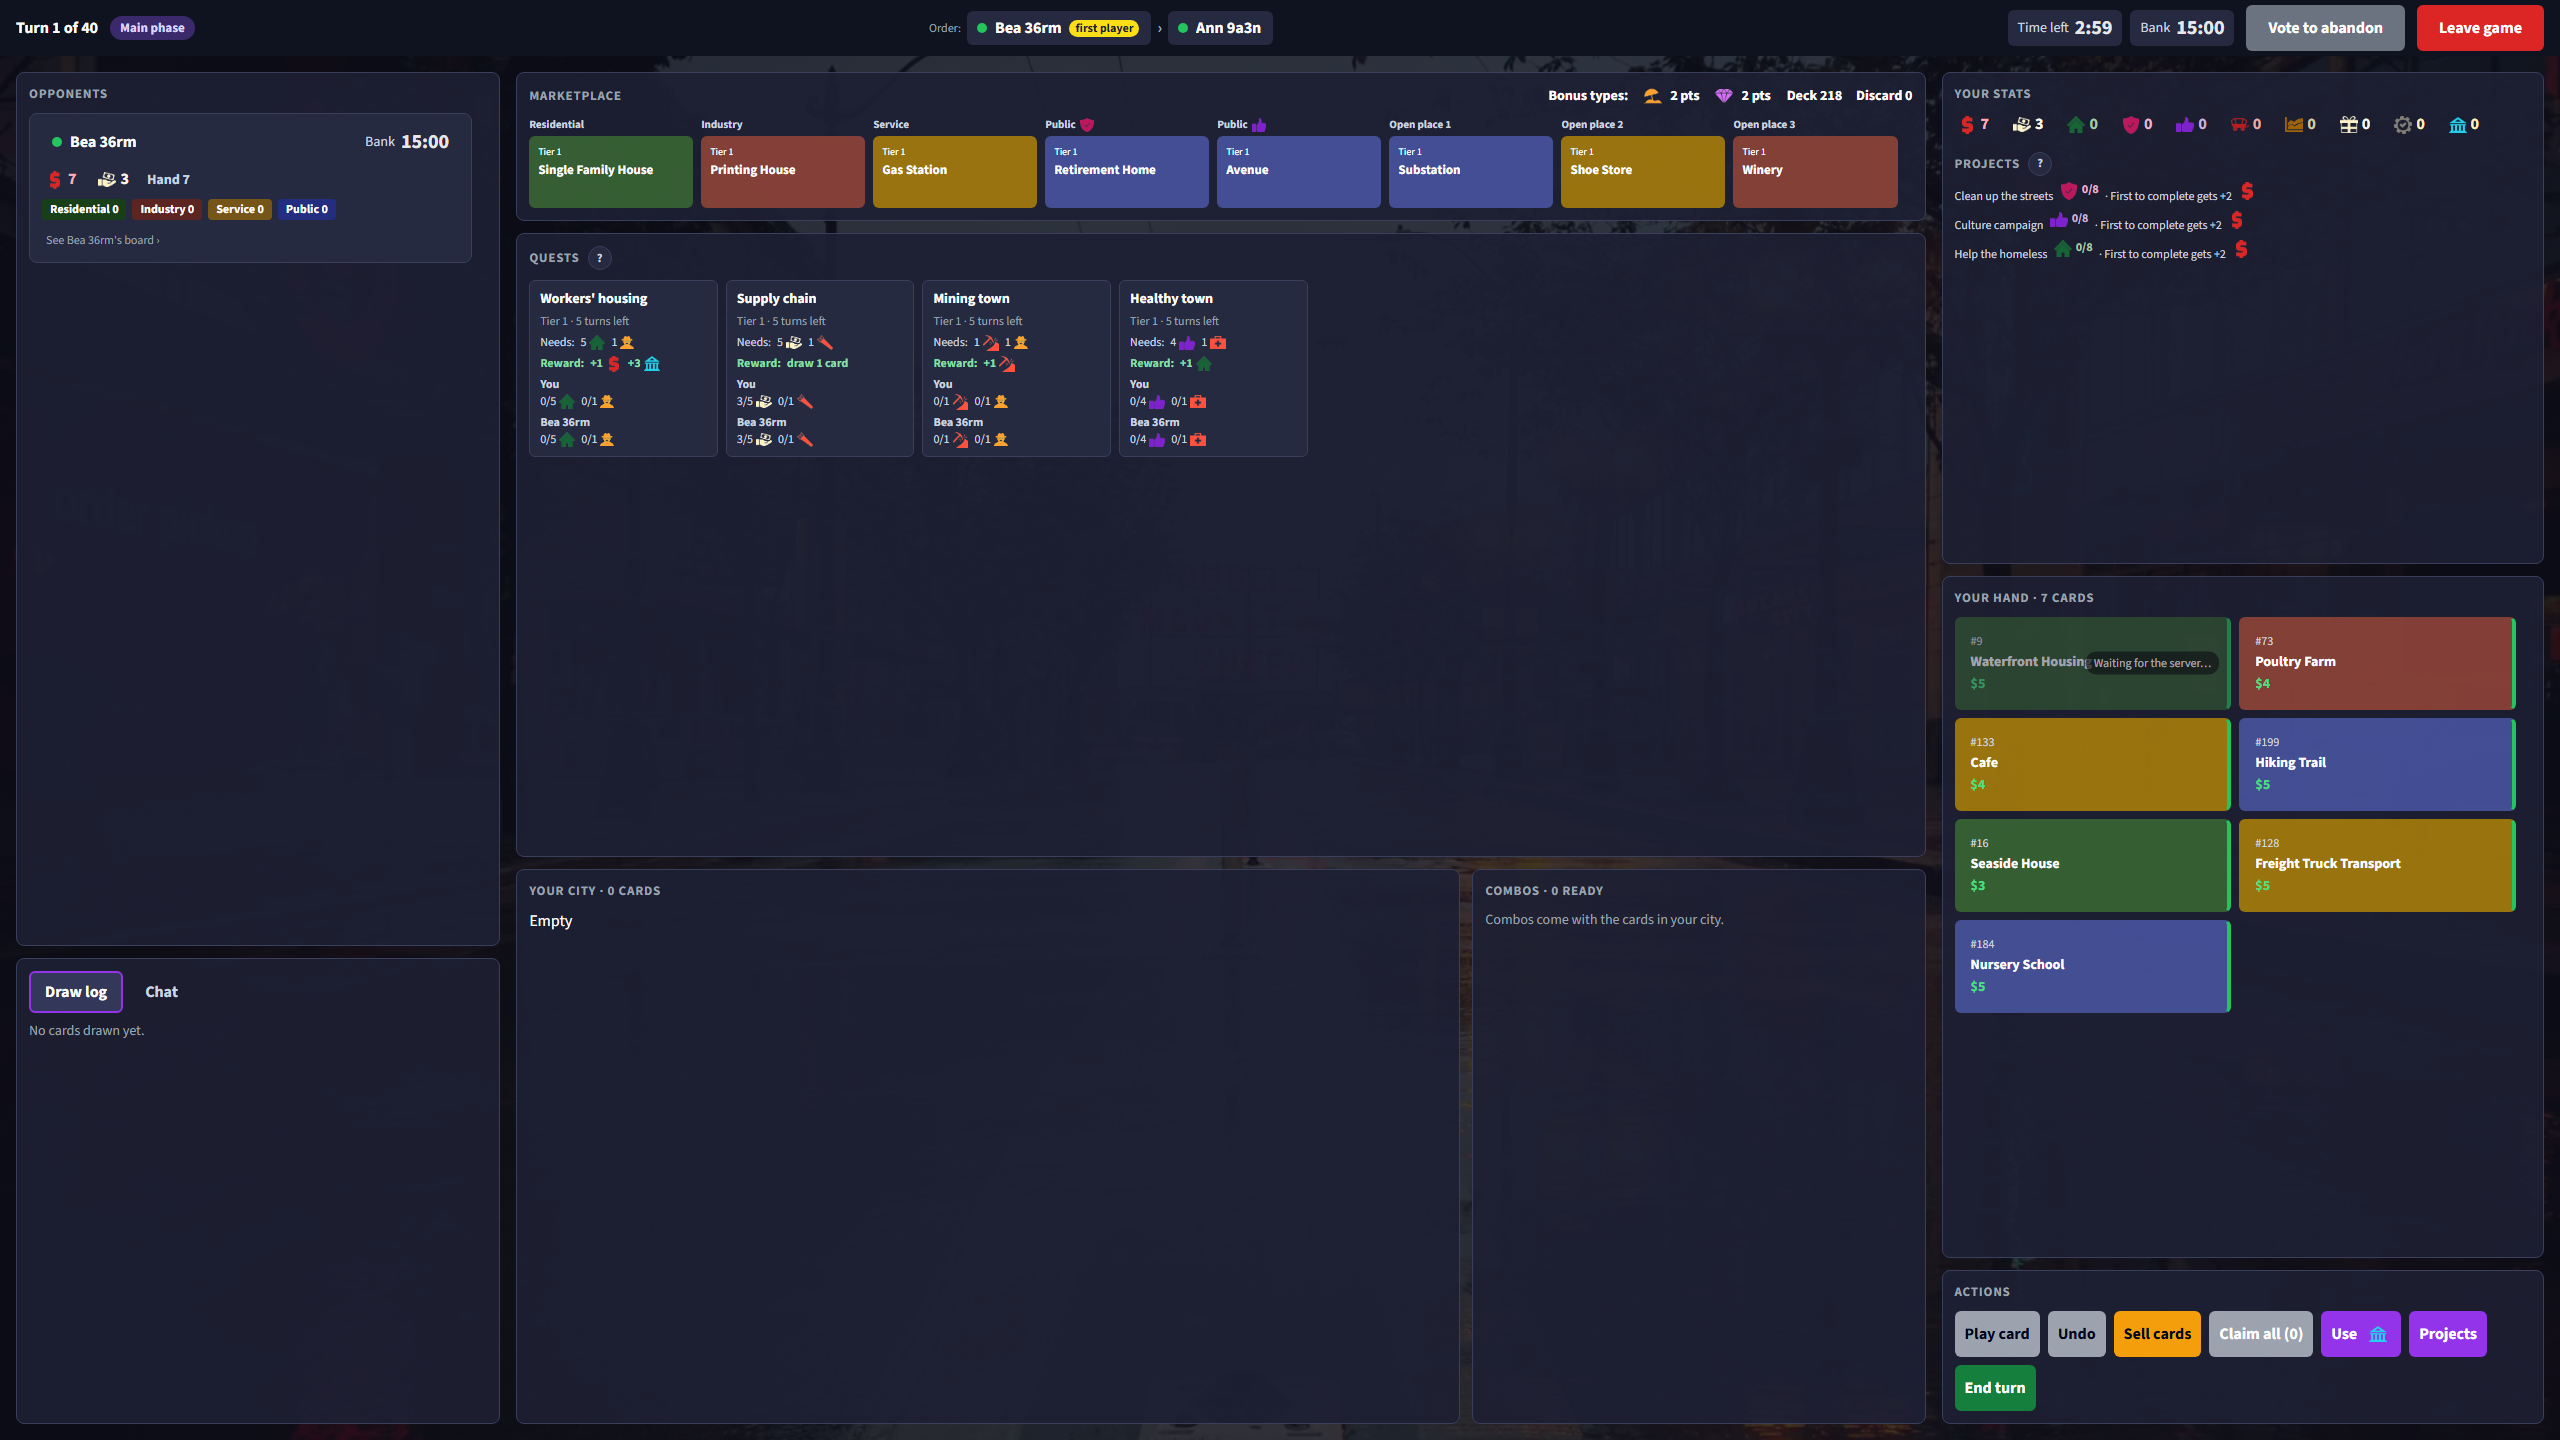 Turn 1 of 40 Main phase
Order: Bea 36rm first player › Ann 9a3n
Time left 2:59 Bank 15:00 Vote to abandon Leave game
OPPONENTS
Bea 36rm Bank 15:00
7 3 Hand 7
Residential 0 Industry 0 Service 0 Public 0
See Bea 36rm's board ›
Draw log Chat
No cards drawn yet.
MARKETPLACE Bonus types: 2 pts 2 pts Deck 218 Discard 0
Residential Industry Service Public Public Open place 1 Open place 2 Open place 3
Tier 1 Tier 1 Tier 1 Tier 1 Tier 1 Tier 1 Tier 1 Tier 1
Single Family House Printing House Gas Station Retirement Home Avenue Substation Shoe Store Winery
QUESTS ?
Workers' housing
Tier 1 · 5 turns left
Needs: 5 1
Reward: +1 $ +3
You
0/5 0/1
Bea 36rm
0/5 0/1
Supply chain
Tier 1 · 5 turns left
Needs: 5 1
Reward: draw 1 card
You
3/5 0/1
Bea 36rm
3/5 0/1
Mining town
Tier 1 · 5 turns left
Needs: 1 1
Reward: +1
You
0/1 0/1
Bea 36rm
0/1 0/1
Healthy town
Tier 1 · 5 turns left
Needs: 4 1
Reward: +1
You
0/4 0/1
Bea 36rm
0/4 0/1
YOUR CITY · 0 CARDS
Empty
COMBOS · 0 READY
Combos come with the cards in your city.
YOUR STATS
$ 7 3 0 0 0 0 0 0 0 0
PROJECTS ?
Clean up the streets 0/8 · First to complete gets +2 $
Culture campaign 0/8 · First to complete gets +2 $
Help the homeless 0/8 · First to complete gets +2 $
YOUR HAND · 7 CARDS
#9
Waterfront Housing Waiting for the server...
$5
#73
Poultry Farm
$4
#133
Cafe
$4
#199
Hiking Trail
$5
#16
Seaside House
$3
#128
Freight Truck Transport
$5
#184
Nursery School
$5
ACTIONS
Play card Undo Sell cards Claim all (0) Use Projects
End turn